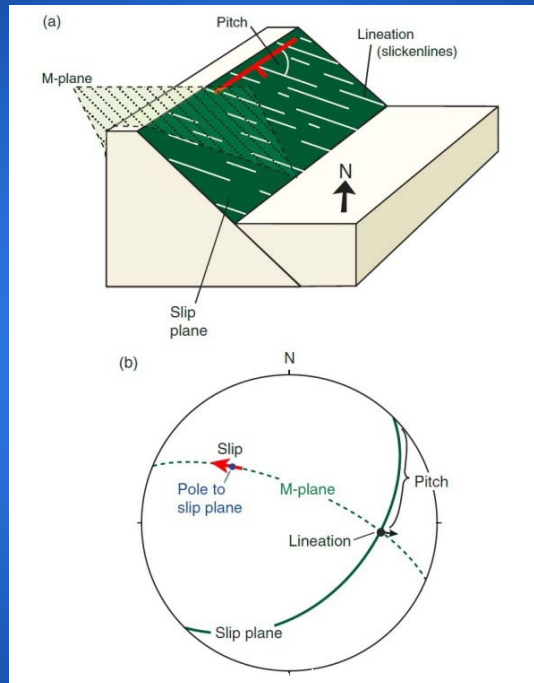 (a)
Pitch
Lineation
(slickenlines)
M-plane
N
Slip
plane
(b)
N
Slip
Pole to
slip plane
M-plane
Pitch
Lineation
Slip plane